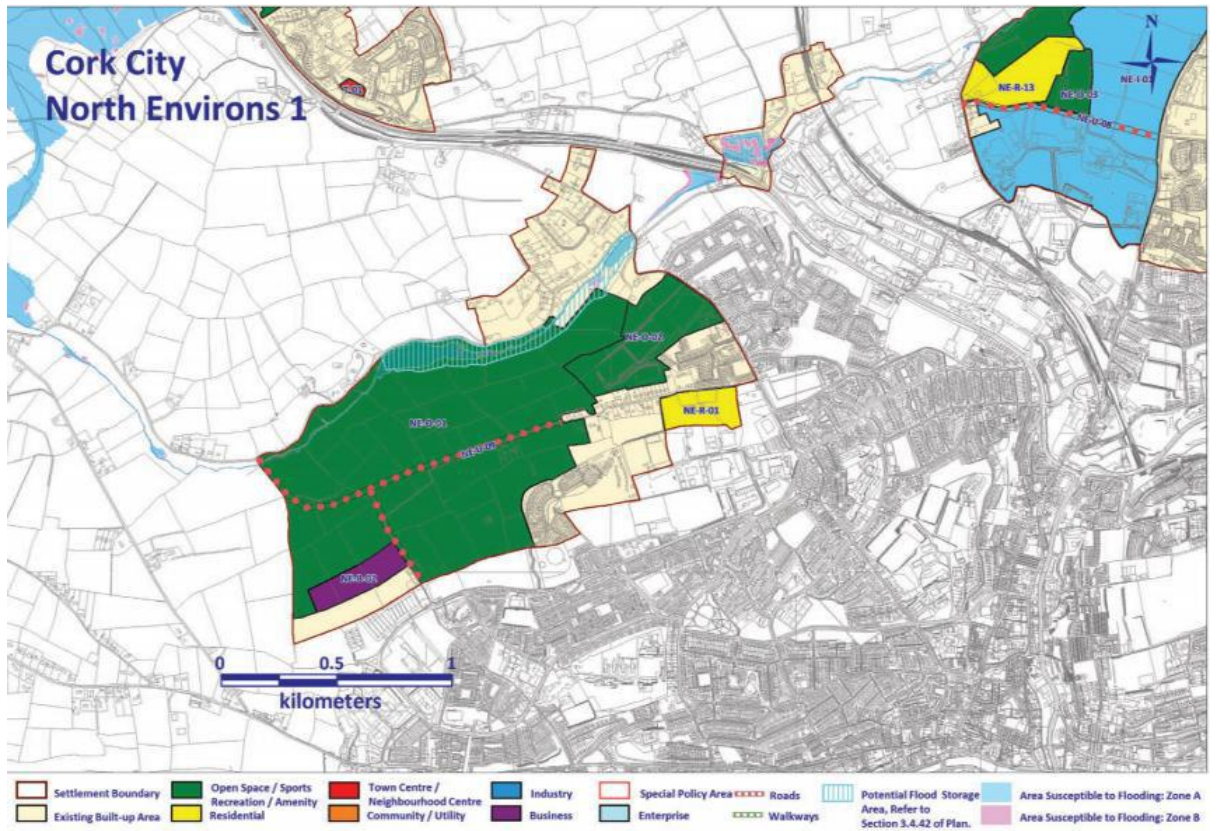 Cork City
North Environs 1
N
NE-R-13
NE-O-03
NE-U-08
NE-O-02
NE-R-01
NE-O-01
NE-U-09
0 0.5 1
kilometers
Settlement Boundary
Existing Built-up Area
Open Space / Sports
Recreation / Amenity
Residential
Town Centre /
Neighbourhood Centre
Community / Utility
Industry
Business
Special Policy Area
Enterprise
Roads
Walkways
Potential Flood Storage
Area, Refer to
Section 3.4.42 of Plan.
Area Susceptible to Flooding: Zone A
Area Susceptible to Flooding: Zone B